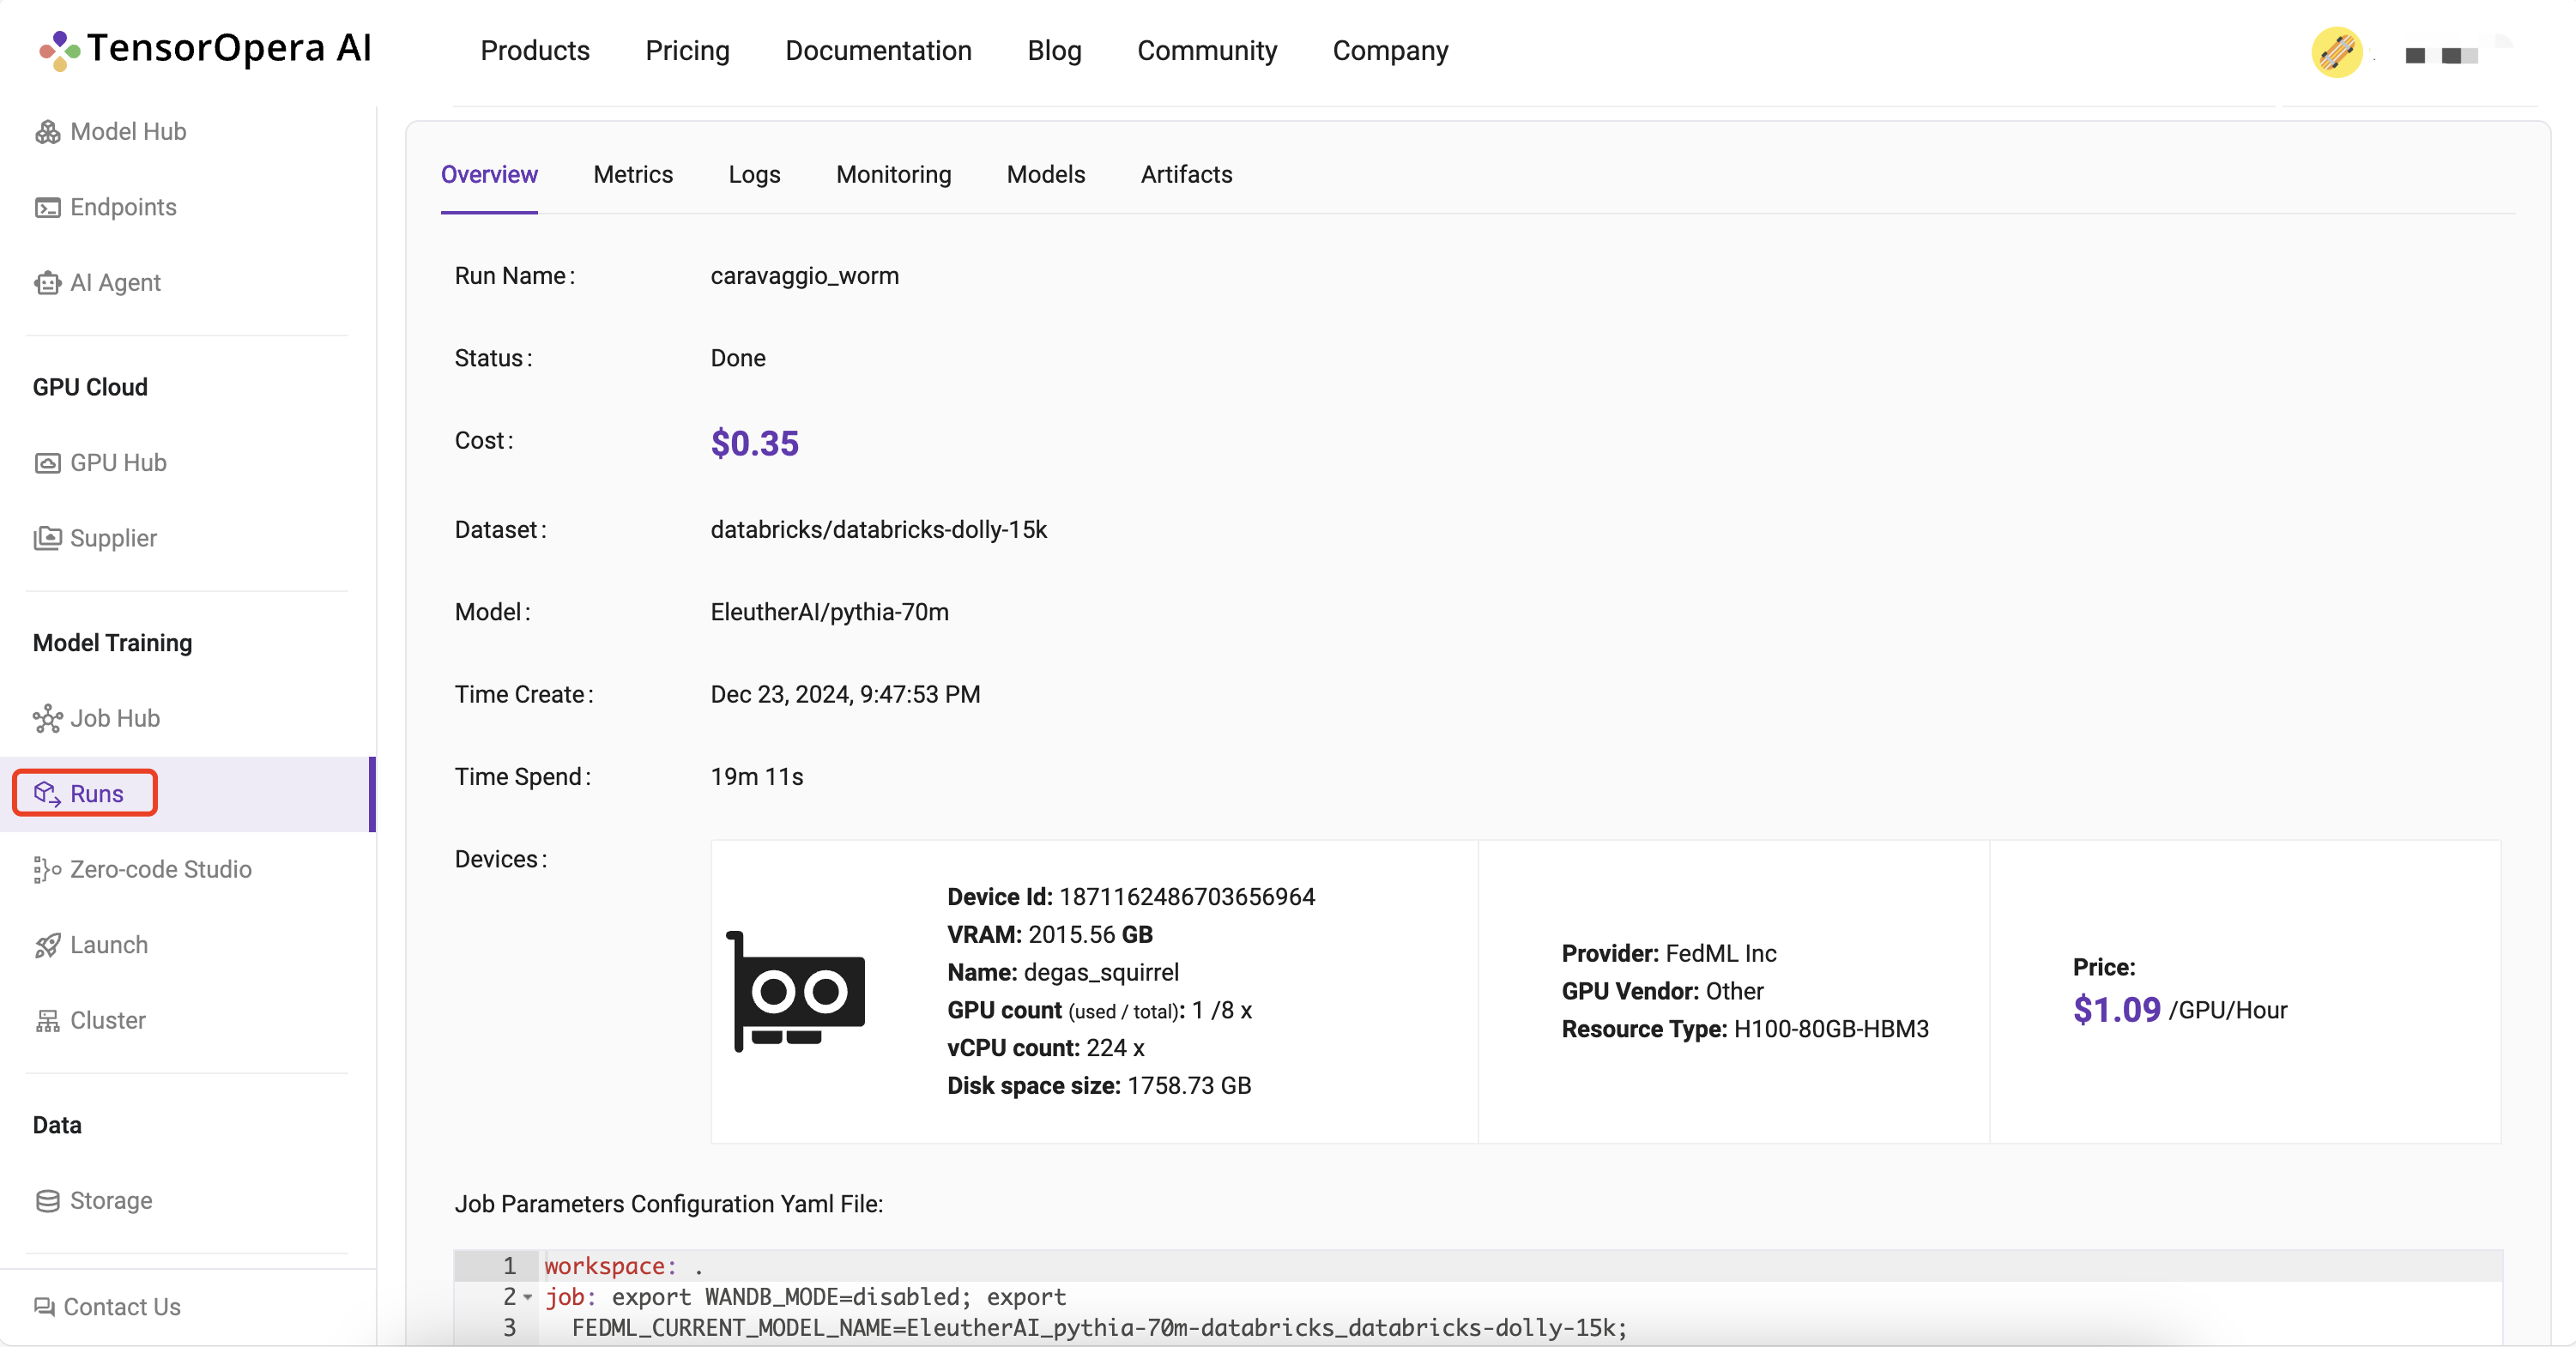 TensorOpera AI
Products Pricing Documentation Blog Community Company
Model Hub
Endpoints
AI Agent
GPU Cloud
GPU Hub
Supplier
Model Training
Job Hub
Runs
Zero-code Studio
Launch
Cluster
Data
Storage
Contact Us
Overview Metrics Logs Monitoring Models Artifacts
Run Name: caravaggio_worm
Status: Done
Cost: $0.35
Dataset: databricks/databricks-dolly-15k
Model: EleutherAI/pythia-70m
Time Create: Dec 23, 2024, 9:47:53 PM
Time Spend: 19m 11s
Devices:
Device Id: 1871162486703656964
VRAM: 2015.56 GB
Name: degas_squirrel
GPU count (used / total): 1 /8 x
vCPU count: 224 x
Disk space size: 1758.73 GB
Provider: FedML Inc
GPU Vendor: Other
Resource Type: H100-80GB-HBM3
Price:
$1.09 /GPU/Hour
Job Parameters Configuration Yaml File:
1 workspace: .
2 job: export WANDB_MODE=disabled; export
3 FEDML_CURRENT_MODEL_NAME=EleutherAI_pythia-70m-databricks_databricks-dolly-15k;